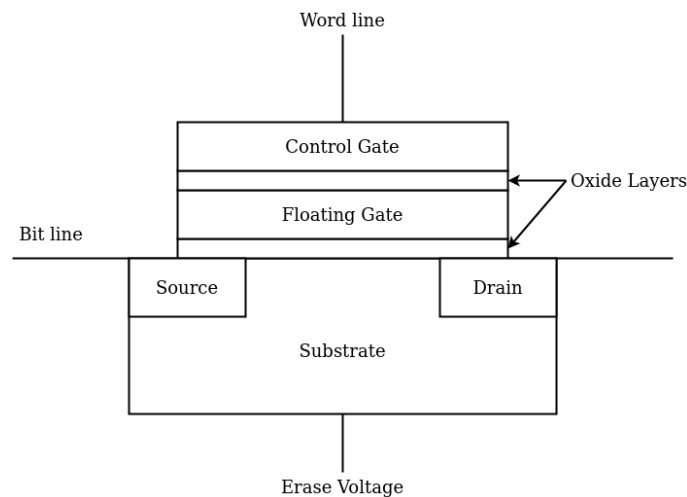 Word line
Control Gate
Oxide Layers
Floating Gate
Bit line
Source
Drain
Substrate
Erase Voltage